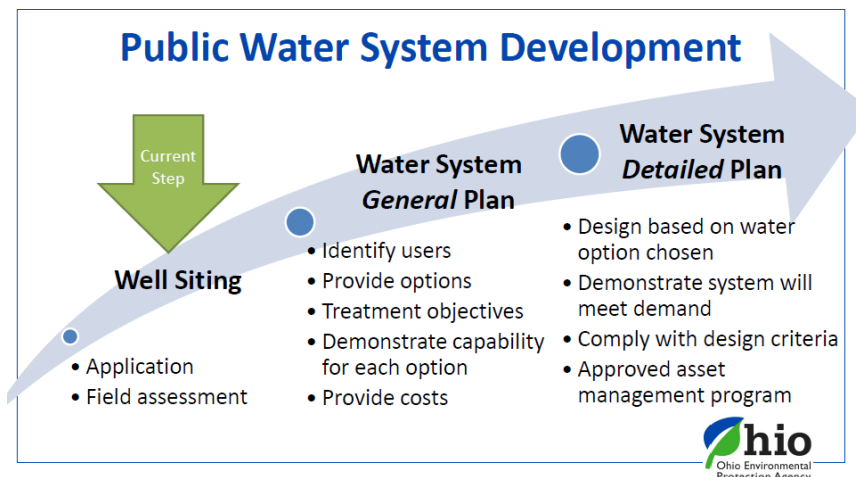 Public Water System Development
Current
Step
Well Siting
• Application
• Field assessment
Water System
General Plan
• Identify users
• Provide options
• Treatment objectives
• Demonstrate capability
for each option
• Provide costs
Water System
Detailed Plan
• Design based on water
option chosen
• Demonstrate system will
meet demand
• Comply with design criteria
• Approved asset
management program
Ohio
Ohio Environmental
Protection Agency